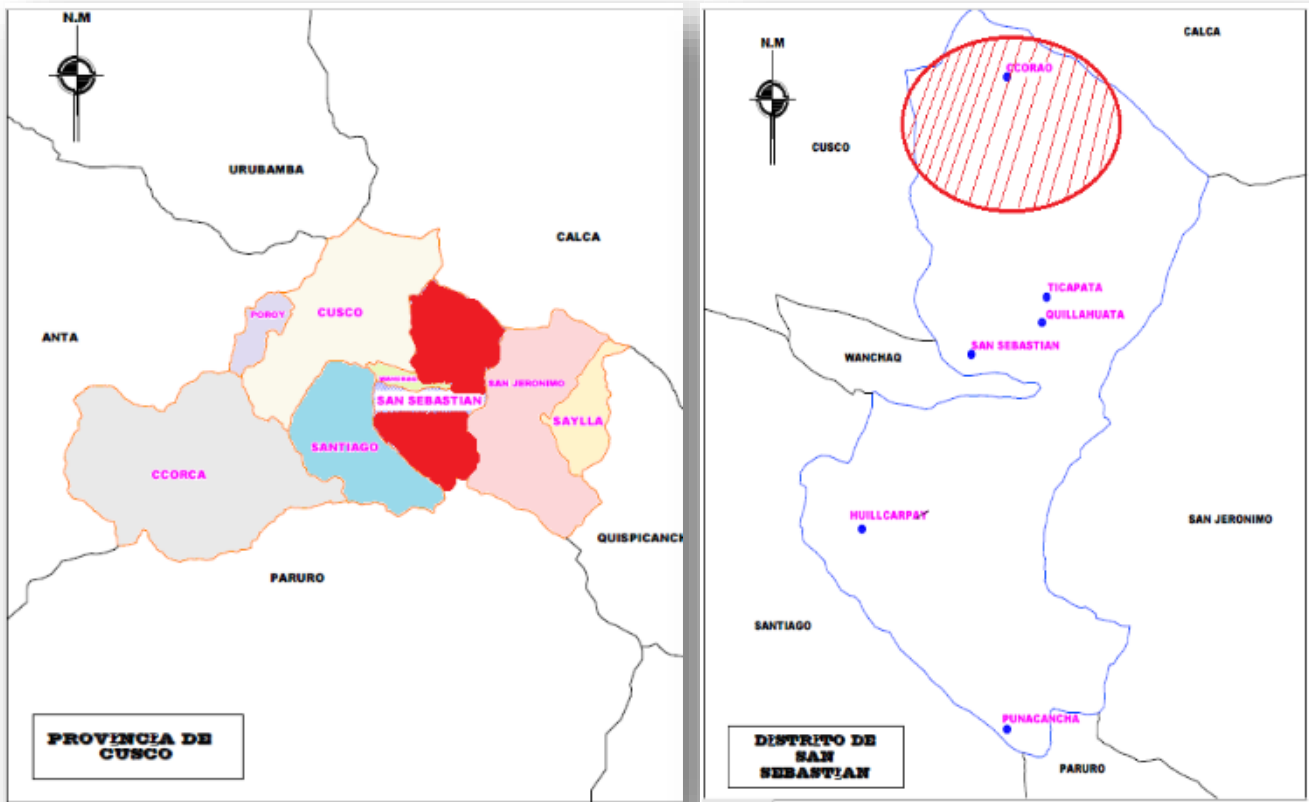 N.M
URUBAMBA
CALCA
POROY
CUSCO
ANTA
WANCHAQ
SAN JERONIMO
SAN SEBASTIAN
SAYLLA
SANTIAGO
CCORCA
QUISPICANCH
PARURO
PROVINCIA DE
CUSCO
N.M
CALCA
CCORAO
CUSCO
TICAPATA
QUILLAHUATA
SAN SEBASTIAN
WANCHAQ
HUILLCARPAY
SAN JERONIMO
SANTIAGO
PUNACANCHA
PARURO
DISTRITO DE
SAN
SEBASTIAN